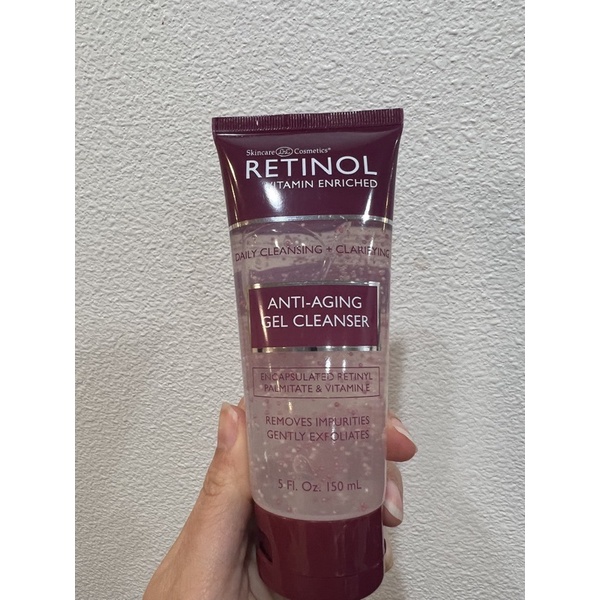 Skincare Cosmetics®
RETINOL
VITAMIN ENRICHED
DAILY CLEANSING + CLARIFYING
ANTI-AGING
GEL CLEANSER
ENCAPSULATED RETINYL
PALMITATE & VITAMIN E
REMOVES IMPURITIES
GENTLY EXFOLIATES
5 Fl. Oz. 150 mL